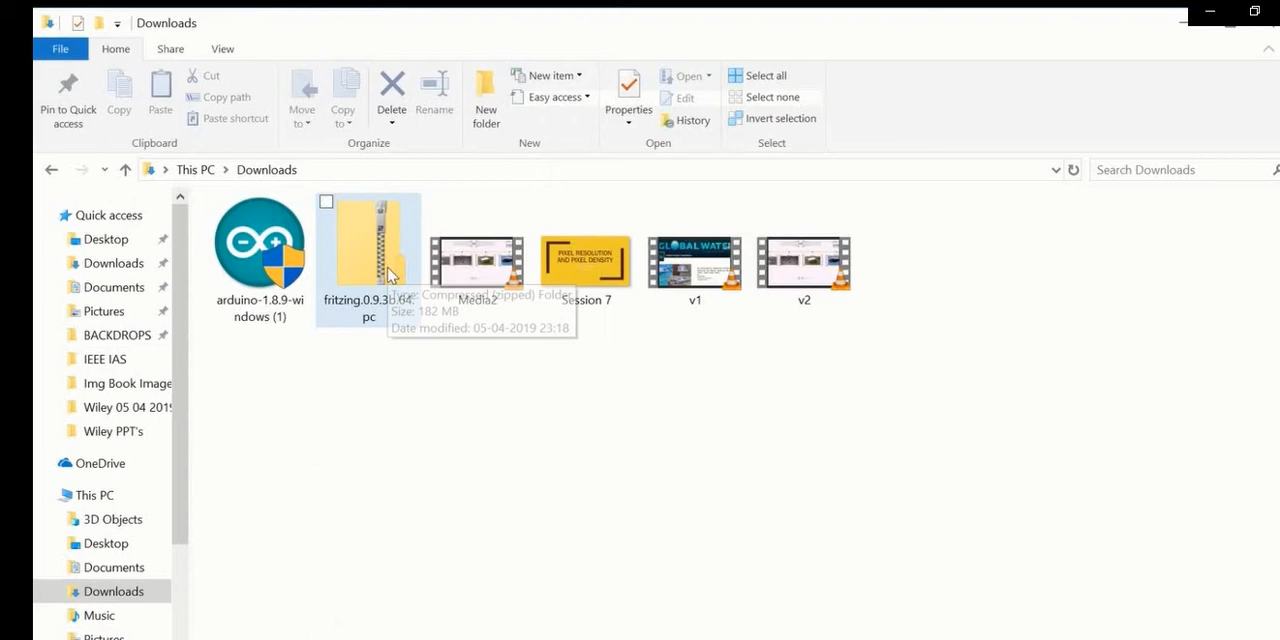 Downloads
File Home Share View
Pin to Quick access
Copy
Paste
Cut
Copy path
Paste shortcut
Clipboard
Move to
Copy to
Delete
Rename
Organize
New folder
New item
Easy access
New
Properties
Open
Edit
History
Open
Select all
Select none
Invert selection
Select
This PC > Downloads
Search Downloads
Quick access
Desktop
Downloads
Documents
Pictures
BACKDROPS
IEEE IAS
Img Book Image
Wiley 05 04 2019
Wiley PPT's
OneDrive
This PC
3D Objects
Desktop
Documents
Downloads
Music
Pictures
arduino-1.8.9-wi
ndows (1)
fritzing.0.9.3b.64.
pc
Media2
PIXEL RESOLUTION
AND PIXEL DENSITY
Session 7
GLOBAL WATE
v1
v2
Type: Compressed (zipped) Folder
Size: 182 MB
Date modified: 05-04-2019 23:18